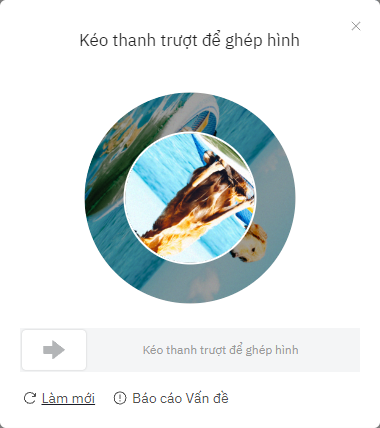 Kéo thanh trượt để ghép hình
Kéo thanh trượt để ghép hình
Làm mới
Báo cáo Vấn đề